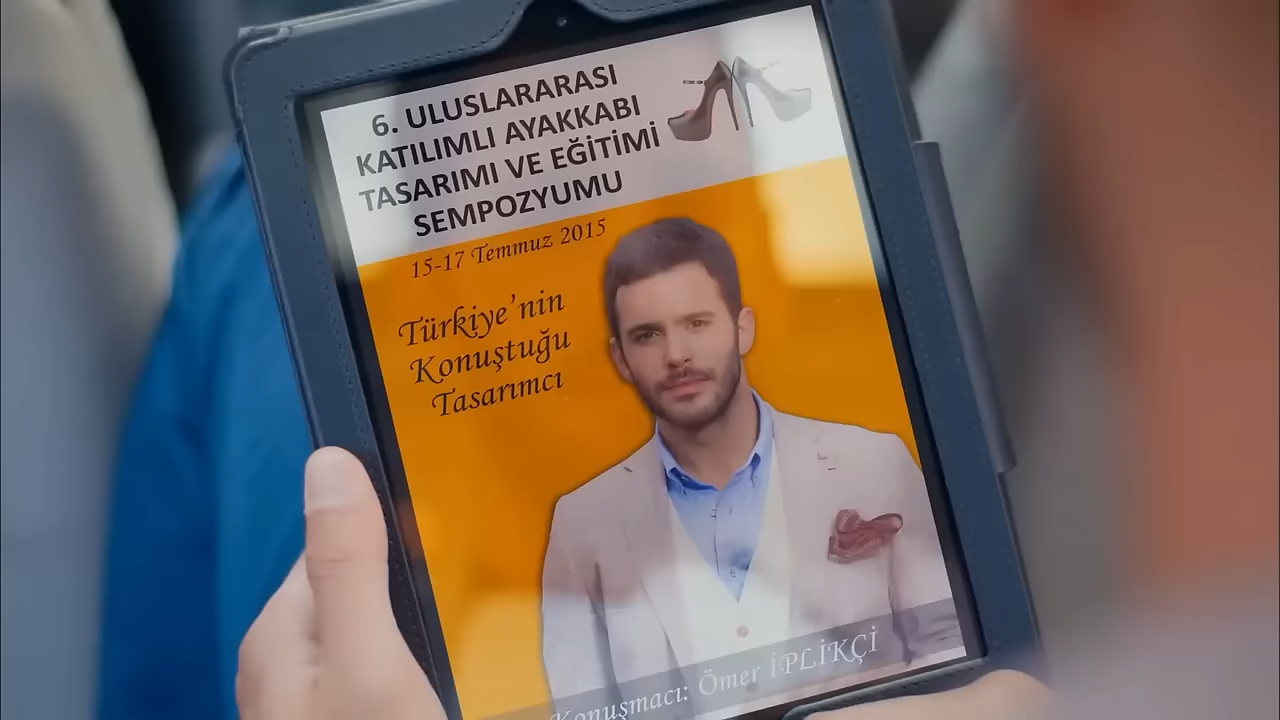 6. ULUSLARARASI
KATILIMLI AYAKKABI
TASARIMI VE EĞİTİMİ
SEMPOZYUMU
15-17 Temmuz 2015
Türkiye'nin
Konuştuğu
Tasarımcı
Konuşmacı: Ömer İPLİKÇİ